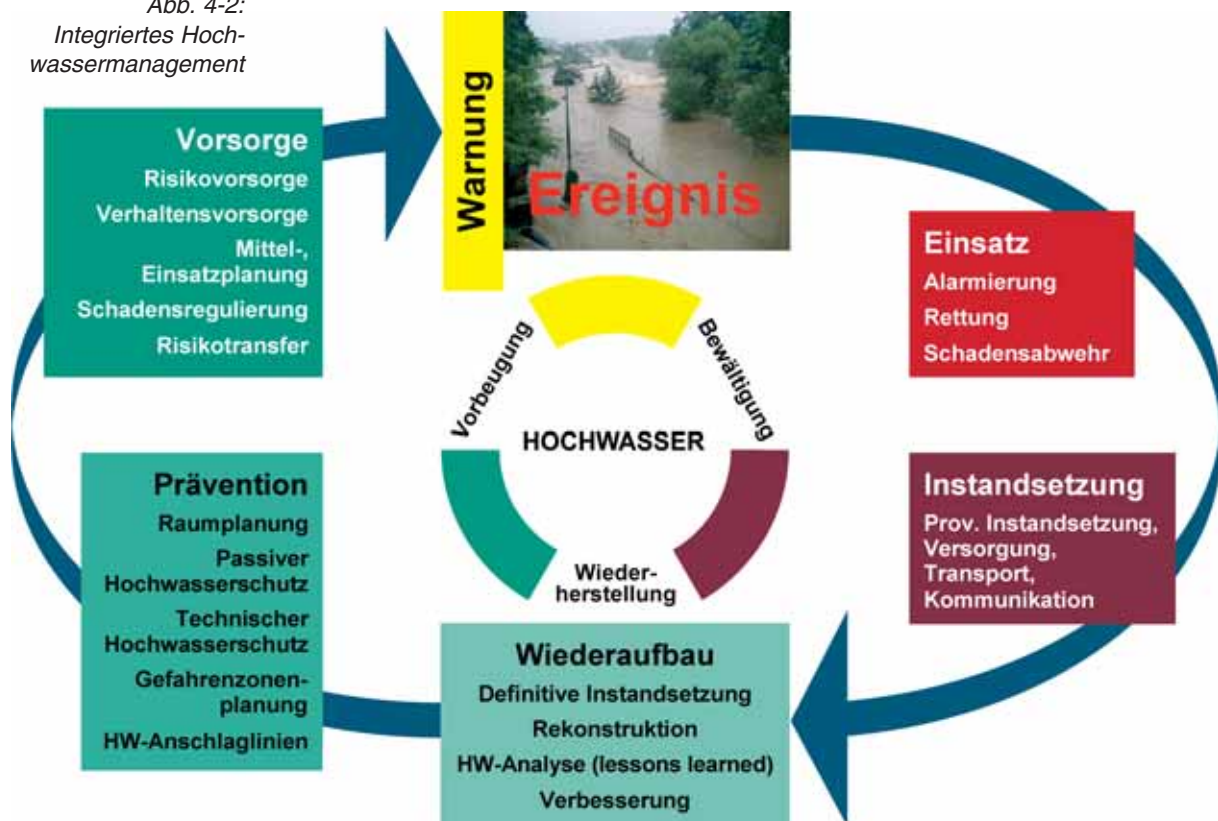 Abb. 4-2:
Integriertes Hoch-
wassermanagement
Warnung
Ereignis
Vorsorge
Risikovorsorge
Verhaltensvorsorge
Mittel-,
Einsatzplanung
Schadensregulierung
Risikotransfer
Einsatz
Alarmierung
Rettung
Schadensabwehr
Vorbeugung
Bewältigung
HOCHWASSER
Wieder-
herstellung
Prävention
Raumplanung
Passiver
Hochwasserschutz
Technischer
Hochwasserschutz
Gefahrenzonen-
planung
HW-Anschlaglinien
Instandsetzung
Prov. Instandsetzung,
Versorgung,
Transport,
Kommunikation
Wiederaufbau
Definitive Instandsetzung
Rekonstruktion
HW-Analyse (lessons learned)
Verbesserung